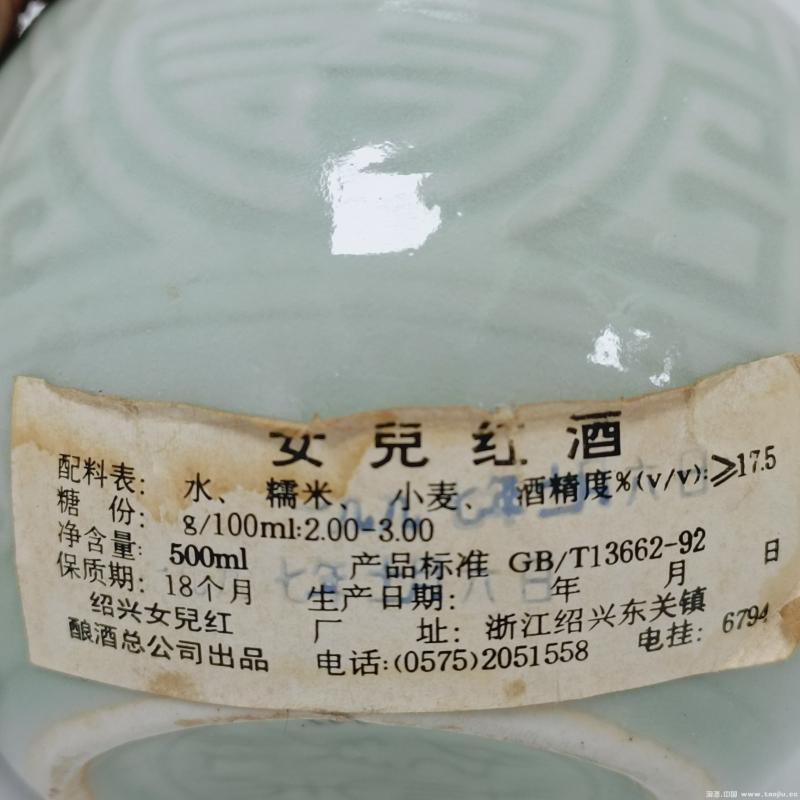 女兒红酒
配料表: 水、糯米、小麦、 酒精度%(v/v):≥17.5
糖 份: g/100ml:2.00-3.00
净含量: 500ml 产品标准 GB/T13662-92
保质期: 18个月 生产日期: 年 月 日
绍兴女兒红 厂 址: 浙江绍兴东关镇
酿酒总公司出品 电话:(0575)2051558 电挂: 6794
www.tanjiu.cn